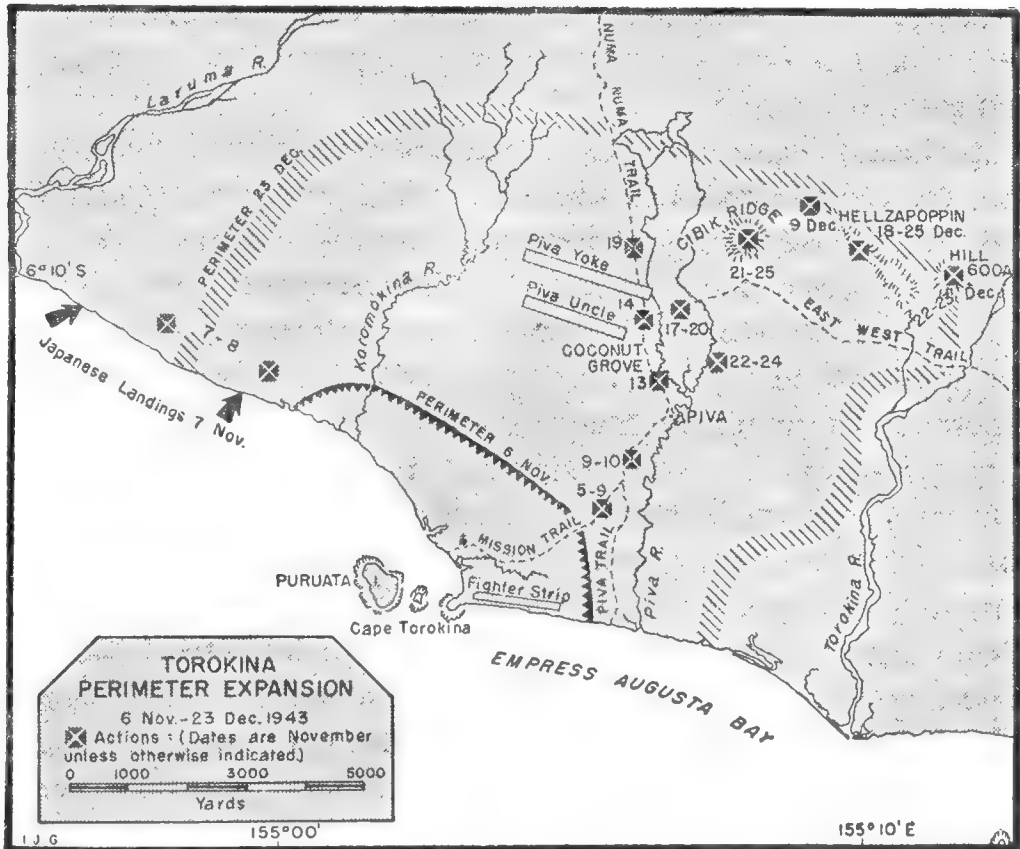 Laruma R.
NUMA
NUMA
TRAIL
PERIMETER 23 DEC.
CIBIK RIDGE
9 Dec.
HELLZAPOPPIN
18-25 Dec.
19
Piva Yoke
21-25
HILL
600A
Dec.
6°10'S
Koromokina R.
Piva Uncle
14
17-20
22-23
EAST WEST TRAIL
7-8
COCONUT
GROVE
13
22-24
Japanese Landings 7 Nov.
PIVA
PERIMETER 6 NOV.
9-10
5-9
MISSION TRAIL
PIVA TRAIL
Piva R.
Torokina R.
PURUATA
Fighter Strip
Cape Torokina
EMPRESS AUGUSTA BAY
TOROKINA
PERIMETER EXPANSION
6 Nov.-23 Dec. 1943
Actions: (Dates are November
unless otherwise indicated.)
0 1000 3000 5000
Yards
I J G
155°00'
155°10'E